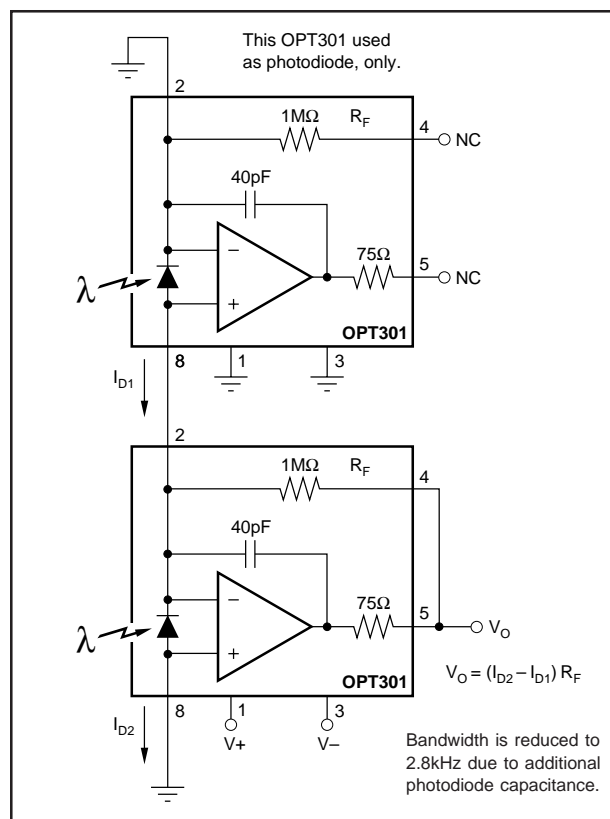 This OPT301 used
as photodiode, only.
2
1MΩ R_F
4
NC
40pF
75Ω
5
NC
−
+
λ
OPT301
8
1
3
I_D1
2
1MΩ R_F
4
40pF
75Ω
5
V_O
−
+
λ
V_O = (I_D2 – I_D1) R_F
OPT301
8
1
3
I_D2
V+
V–
Bandwidth is reduced to
2.8kHz due to additional
photodiode capacitance.